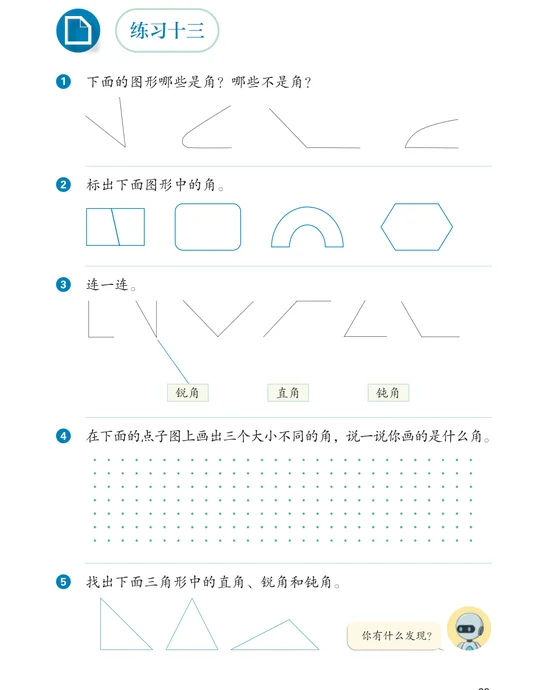 练习十三
1 下面的图形哪些是角？哪些不是角？
2 标出下面图形中的角。
3 连一连。
锐角 直角 钝角
4 在下面的点子图上画出三个大小不同的角，说一说你画的是什么角。
5 找出下面三角形中的直角、锐角和钝角。
你有什么发现？